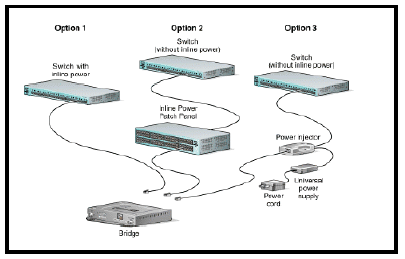 Option 1
Option 2
Option 3
Switch
(without inline power)
Switch
(without inline power)
Switch with
inline power
Inline Power
Patch Panel
Power injector
Universal
power
supply
Power
cord
Bridge